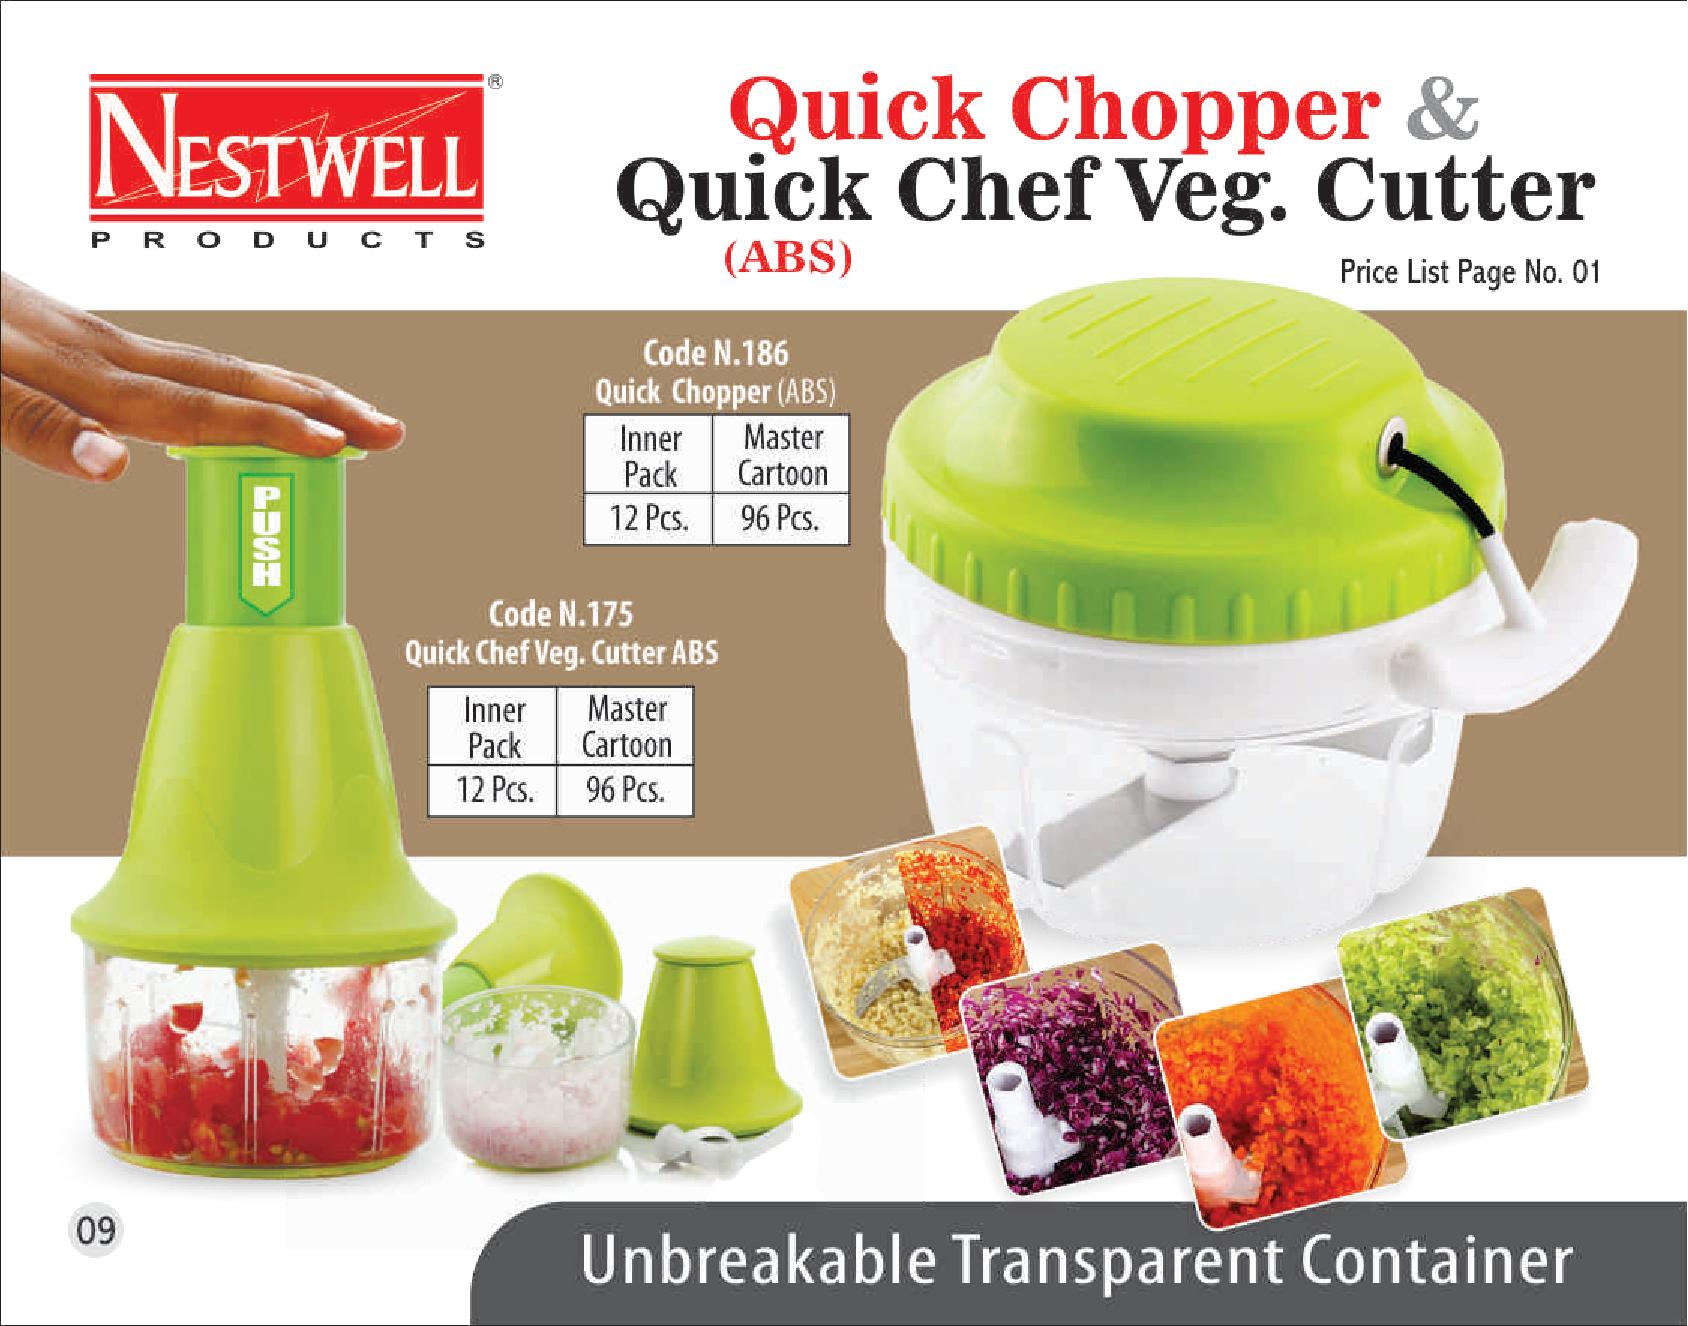 NESTWELL ®
PRODUCTS
Quick Chopper &
Quick Chef Veg. Cutter
(ABS)
Price List Page No. 01
Code N.186
Quick Chopper (ABS)
Inner Pack
Master Cartoon
12 Pcs.
96 Pcs.
PUSH
Code N.175
Quick Chef Veg. Cutter ABS
Inner Pack
Master Cartoon
12 Pcs.
96 Pcs.
09
Unbreakable Transparent Container